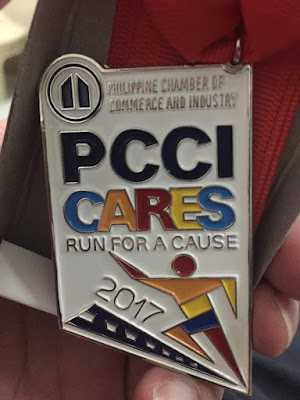 PHILIPPINE CHAMBER OF
COMMERCE AND INDUSTRY
PCCI
CARES
RUN FOR A CAUSE
2017